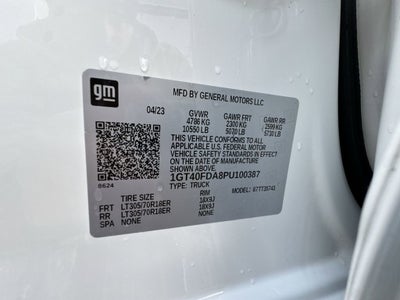 gm
MFD BY GENERAL MOTORS LLC
04/23 GVWR GAWR FRT GAWR RR
4786 KG 2300 KG 2599 KG
10550 LB 5070 LB 5730 LB
THIS VEHICLE CONFORMS TO ALL
APPLICABLE U.S. FEDERAL MOTOR
VEHICLE SAFETY STANDARDS IN EFFECT ON
THE DATE OF MANUFACTURE SHOWN ABOVE.
1GT40FDA8PU100387
8624 TYPE: TRUCK MODEL:
TIRE SIZE RIM
FRT LT305/70R18ER 18X9J
RR LT305/70R18ER 18X9J
SPA NONE NONE